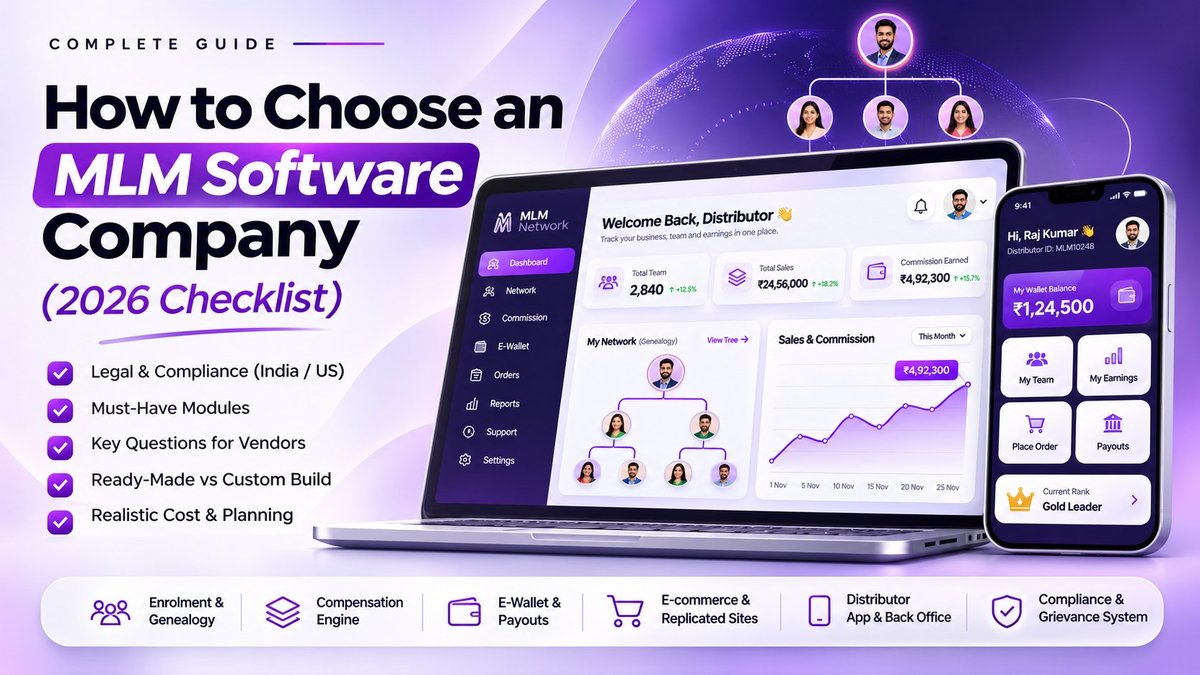 COMPLETE GUIDE
How to Choose an
MLM Software
Company
(2026 Checklist)
Legal & Compliance (India / US)
Must-Have Modules
Key Questions for Vendors
Ready-Made vs Custom Build
Realistic Cost & Planning
MLM
Network
Dashboard
Network
Commission
E-Wallet
Orders
Reports
Support
Settings
Welcome Back, Distributor 👋
Track your business, team and earnings in one place.
Total Team
2,840 ↑ +12.5%
Total Sales
₹24,56,000 ↑ +18.2%
Commission Earned
₹4,92,300 ↑ +15.7%
My Network (Genealogy)
View Tree →
Sales & Commission
This Month
₹4,92,300
1 Nov 5 Nov 10 Nov 15 Nov 20 Nov 25 Nov
9:41
Hi, Raj Kumar 👋
Distributor ID: MLM10248
My Wallet Balance
₹1,24,500
My Team
My Earnings
Place Order
Payouts
Current Rank
Gold Leader
Enrolment &
Genealogy
Compensation
Engine
E-Wallet &
Payouts
E-commerce &
Replicated Sites
Distributor
App & Back Office
Compliance &
Grievance System